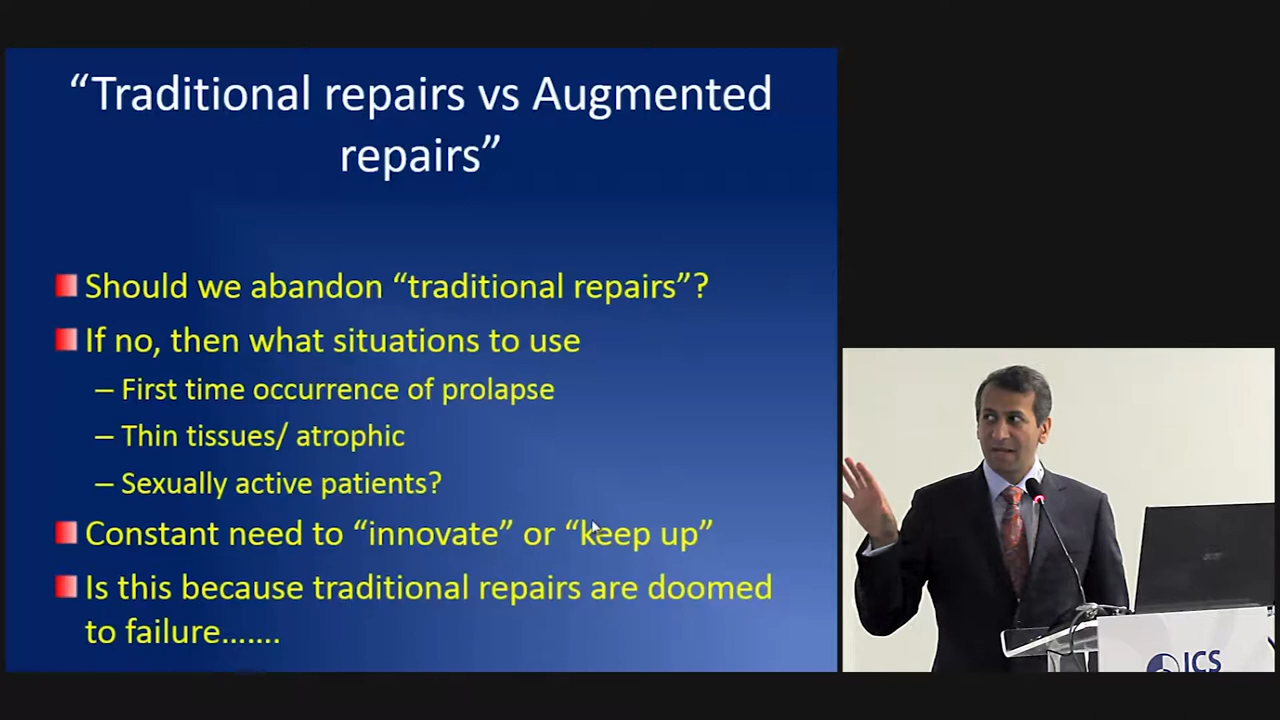 “Traditional repairs vs Augmented
repairs”
Should we abandon “traditional repairs”?
If no, then what situations to use
– First time occurrence of prolapse
– Thin tissues/ atrophic
– Sexually active patients?
Constant need to “innovate” or “keep up”
Is this because traditional repairs are doomed
to failure…….
ICS